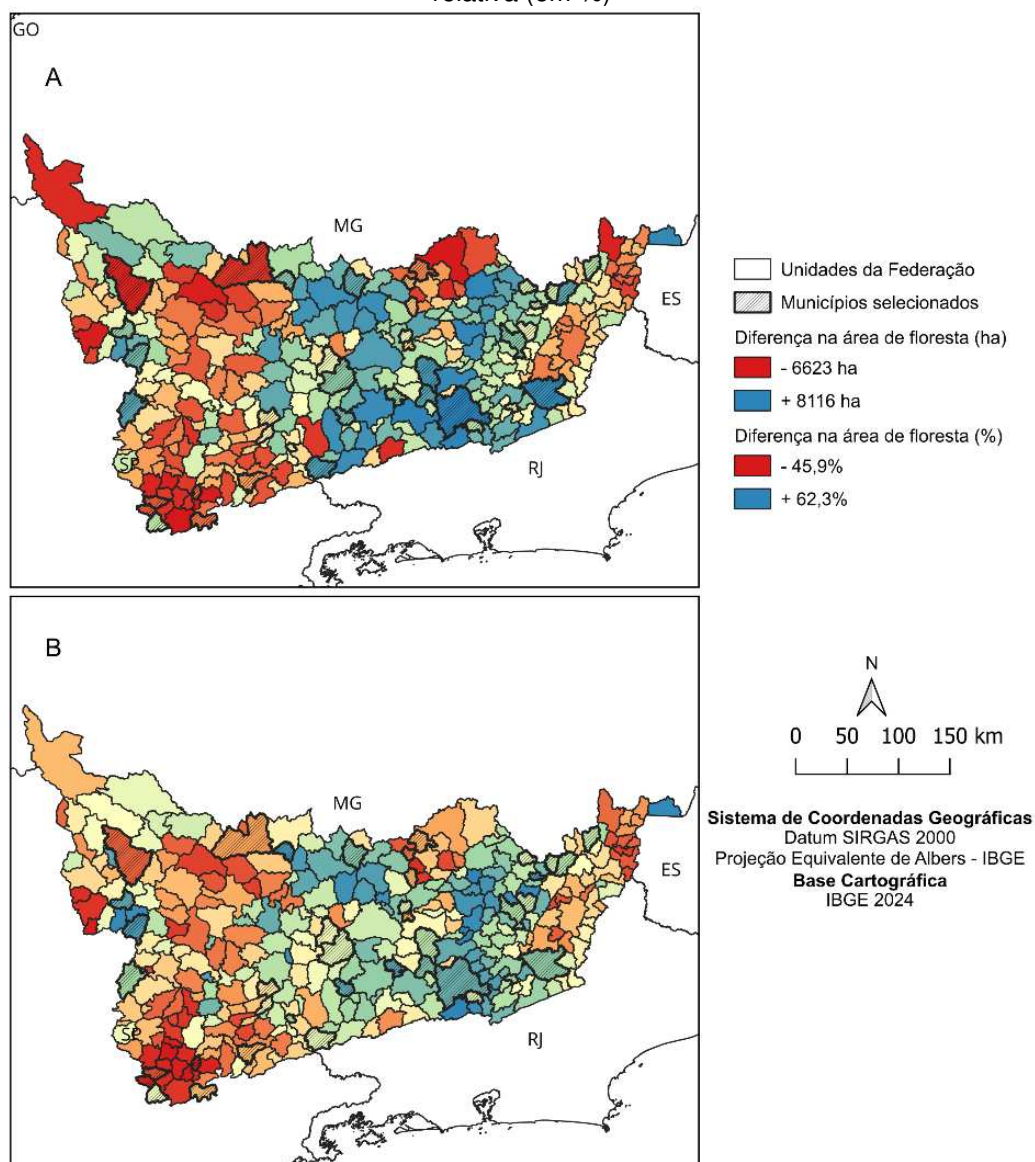 relativa (em %)
GO
A
MG
ES
SP
RJ
Unidades da Federação
Municípios selecionados
Diferença na área de floresta (ha)
- 6623 ha
+ 8116 ha
Diferença na área de floresta (%)
- 45,9%
+ 62,3%
B
MG
ES
SP
RJ
N
0 50 100 150 km
Sistema de Coordenadas Geográficas
Datum SIRGAS 2000
Projeção Equivalente de Albers - IBGE
Base Cartográfica
IBGE 2024